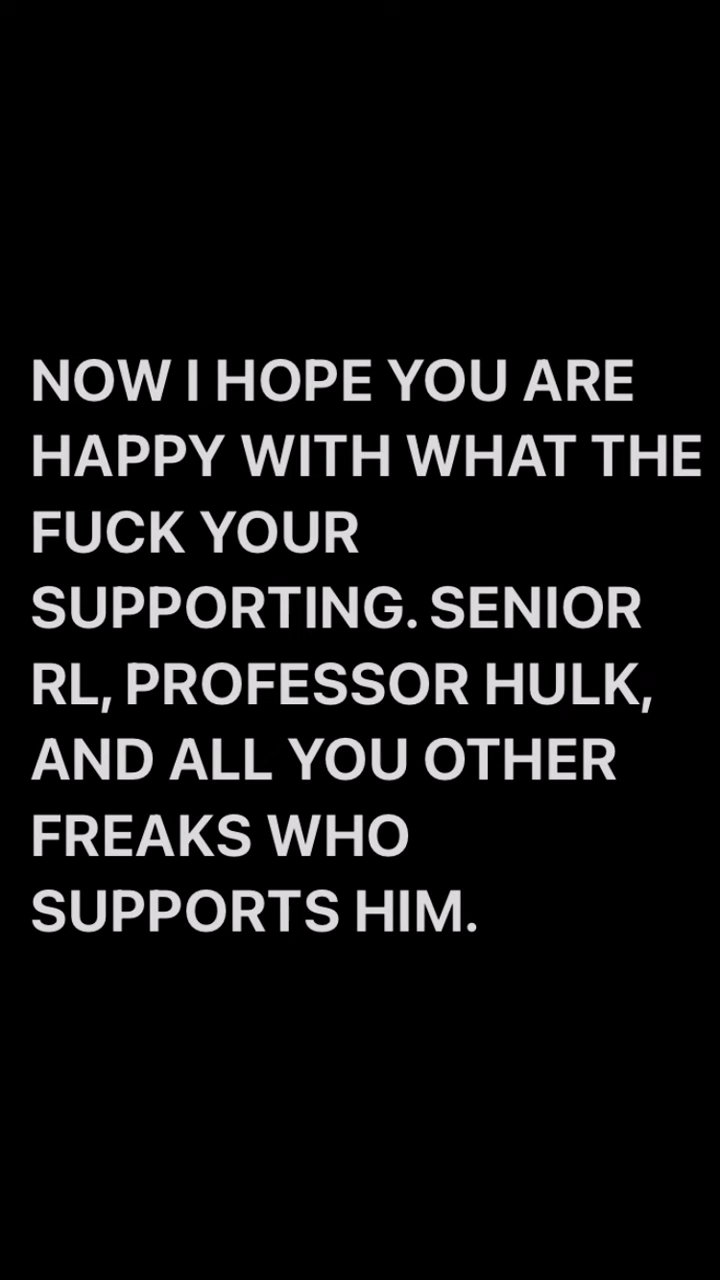 NOW I HOPE YOU ARE
HAPPY WITH WHAT THE
FUCK YOUR
SUPPORTING. SENIOR
RL, PROFESSOR HULK,
AND ALL YOU OTHER
FREAKS WHO
SUPPORTS HIM.